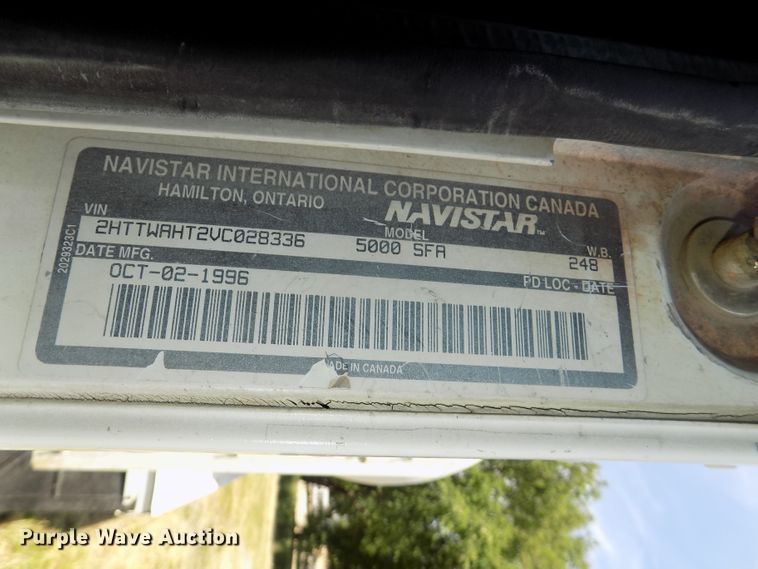 NAVISTAR INTERNATIONAL CORPORATION CANADA
HAMILTON, ONTARIO
NAVISTAR™
VIN
MODEL
W.B.
2HTTWAHT2VC028336
5000 SFA
248
DATE MFG.
PD LOC - DATE
OCT-02-1996
2029323C1
MADE IN CANADA
Purple Wave Auction